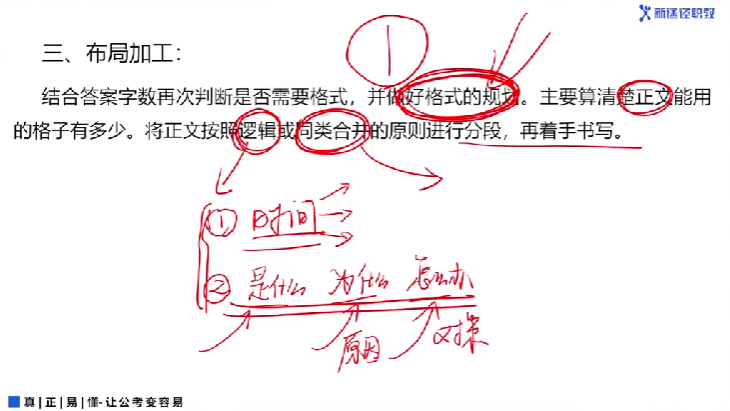 新途径职教
三、布局加工：
①
结合答案字数再次判断是否需要格式，并做好格式的规划。主要算清楚正文能用
的格子有多少。将正文按照逻辑或同类合并的原则进行分段，再着手书写。
① 时间
② 是什么 为什么 怎么办
原因 对策
真|正|易|懂-让公考变容易